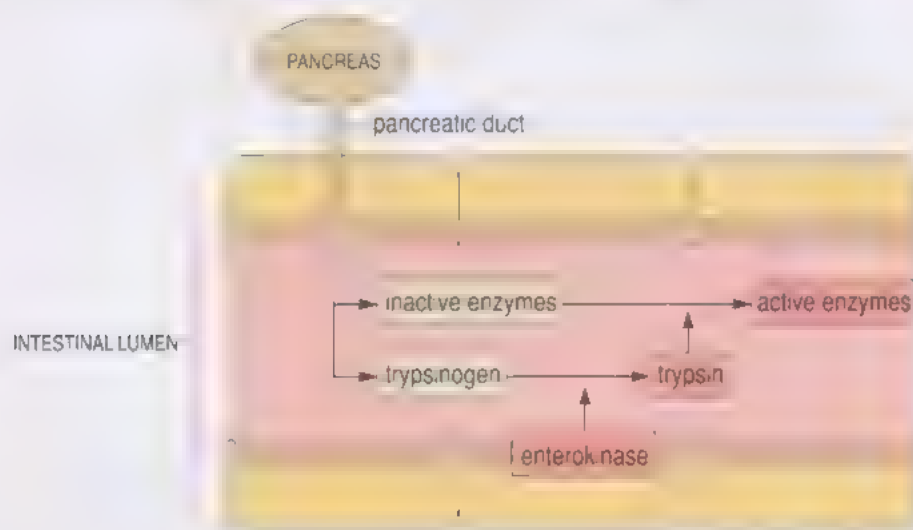 PANCREAS
pancreatic duct
inactive enzymes
active enzymes
INTESTINAL LUMEN
trypsinogen
trypsin
enterokinase